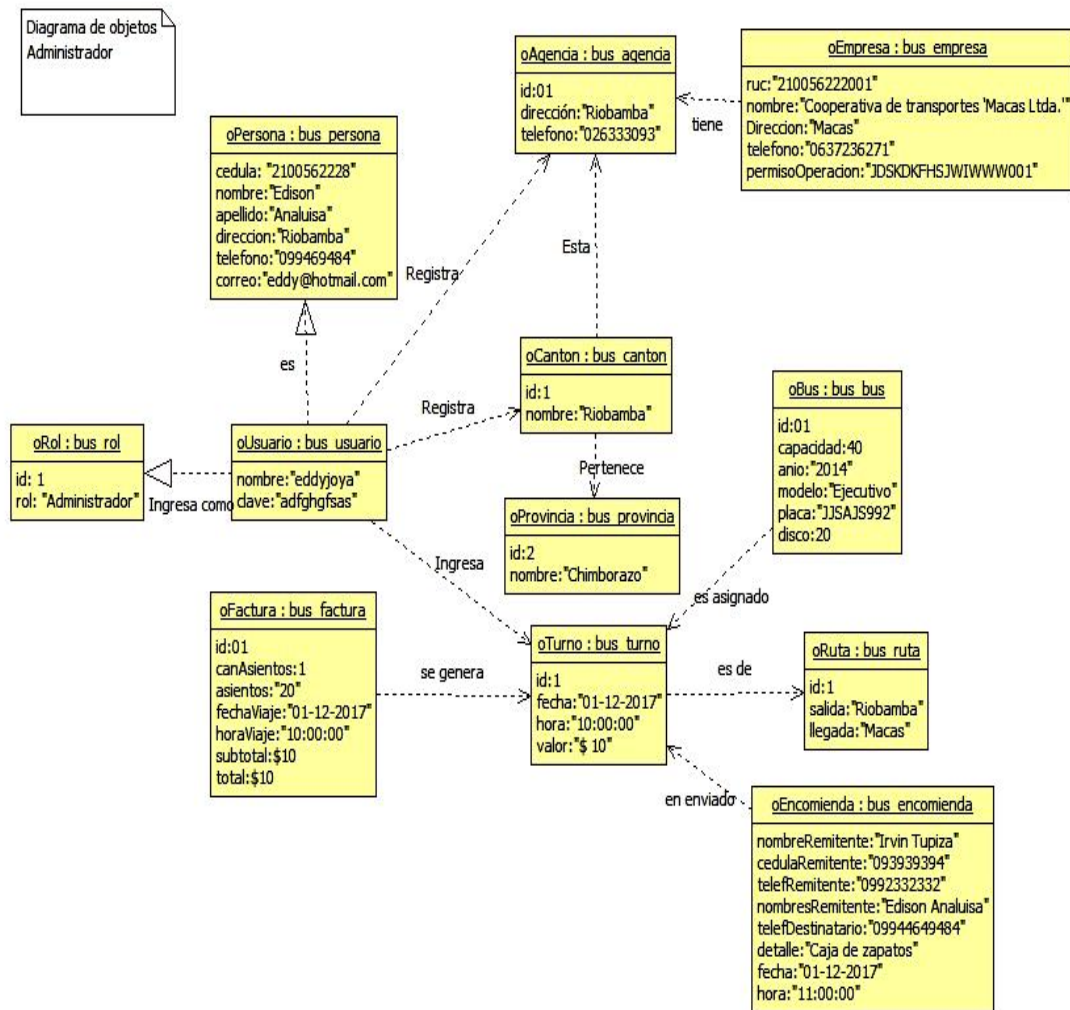 Diagrama de objetos
Administrador
oAgencia : bus_agencia
id:01
dirección:"Riobamba"
telefono:"026333093"
oEmpresa : bus_empresa
ruc:"210056222001"
nombre:"Cooperativa de transportes 'Macas Ltda.'"
Direccion:"Macas"
telefono:"0637236271"
permisoOperacion:"JDSKDKFHSJWIWWW001"
tiene
oPersona : bus_persona
cedula: "2100562228"
nombre:"Edison"
apellido:"Analuisa"
direccion:"Riobamba"
telefono:"099469484"
correo:"eddy@hotmail.com"
Registra
Esta
es
oCanton : bus_canton
id:1
nombre:"Riobamba"
Registra
oBus : bus_bus
id:01
capacidad:40
anio:"2014"
modelo:"Ejecutivo"
placa:"JJSAJS992"
disco:20
oRol : bus_rol
id: 1
rol: "Administrador"
Ingresa como
oUsuario : bus_usuario
nombre:"eddyjoya"
clave:"adfghgfsas"
Pertenece
oProvincia : bus_provincia
id:2
nombre:"Chimborazo"
Ingresa
es asignado
oFactura : bus_factura
id:01
canAsientos:1
asientos:"20"
fechaViaje:"01-12-2017"
horaViaje:"10:00:00"
subtotal:$10
total:$10
se genera
oTurno : bus_turno
id:1
fecha:"01-12-2017"
hora:"10:00:00"
valor:"$ 10"
es de
oRuta : bus_ruta
id:1
salida:"Riobamba"
llegada:"Macas"
en enviado
oEncomienda : bus_encomienda
nombreRemitente:"Irvin Tupiza"
cedulaRemitente:"093939394"
telefRemitente:"0992332332"
nombresRemitente:"Edison Analuisa"
telefDestinatario:"09944649484"
detalle:"Caja de zapatos"
fecha:"01-12-2017"
hora:"11:00:00"